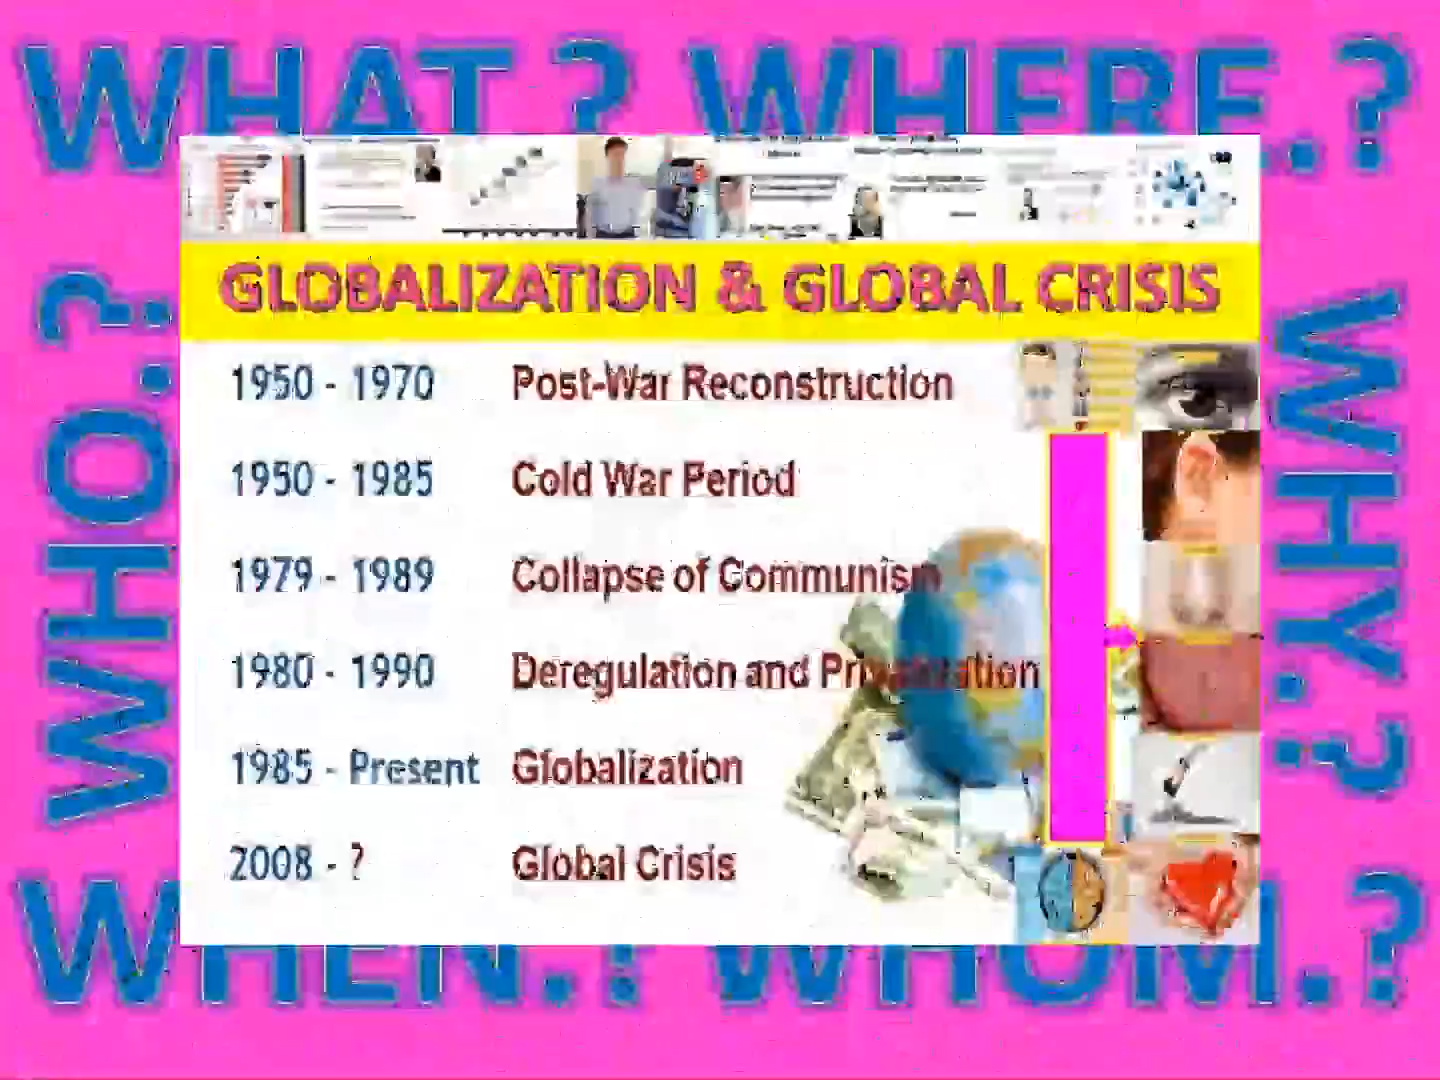 WHAT.? WHERE.?
WHO.?
WHY.?
GLOBALIZATION & GLOBAL CRISIS
1950 - 1970 Post-War Reconstruction
1950 - 1985 Cold War Period
1979 - 1989 Collapse of Communism
1980 - 1990 Deregulation and Privatization
1985 - Present Globalization
2008 - ? Global Crisis
WHEN.? WHOM.?